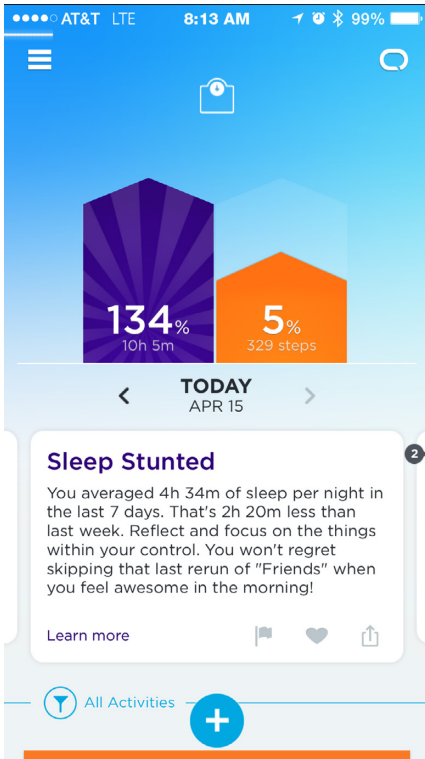 AT&T LTE 8:13 AM 99%
134% 5%
10h 5m 329 steps
TODAY
APR 15
2
Sleep Stunted
You averaged 4h 34m of sleep per night in
the last 7 days. That's 2h 20m less than
last week. Reflect and focus on the things
within your control. You won't regret
skipping that last rerun of "Friends" when
you feel awesome in the morning!
Learn more
All Activities